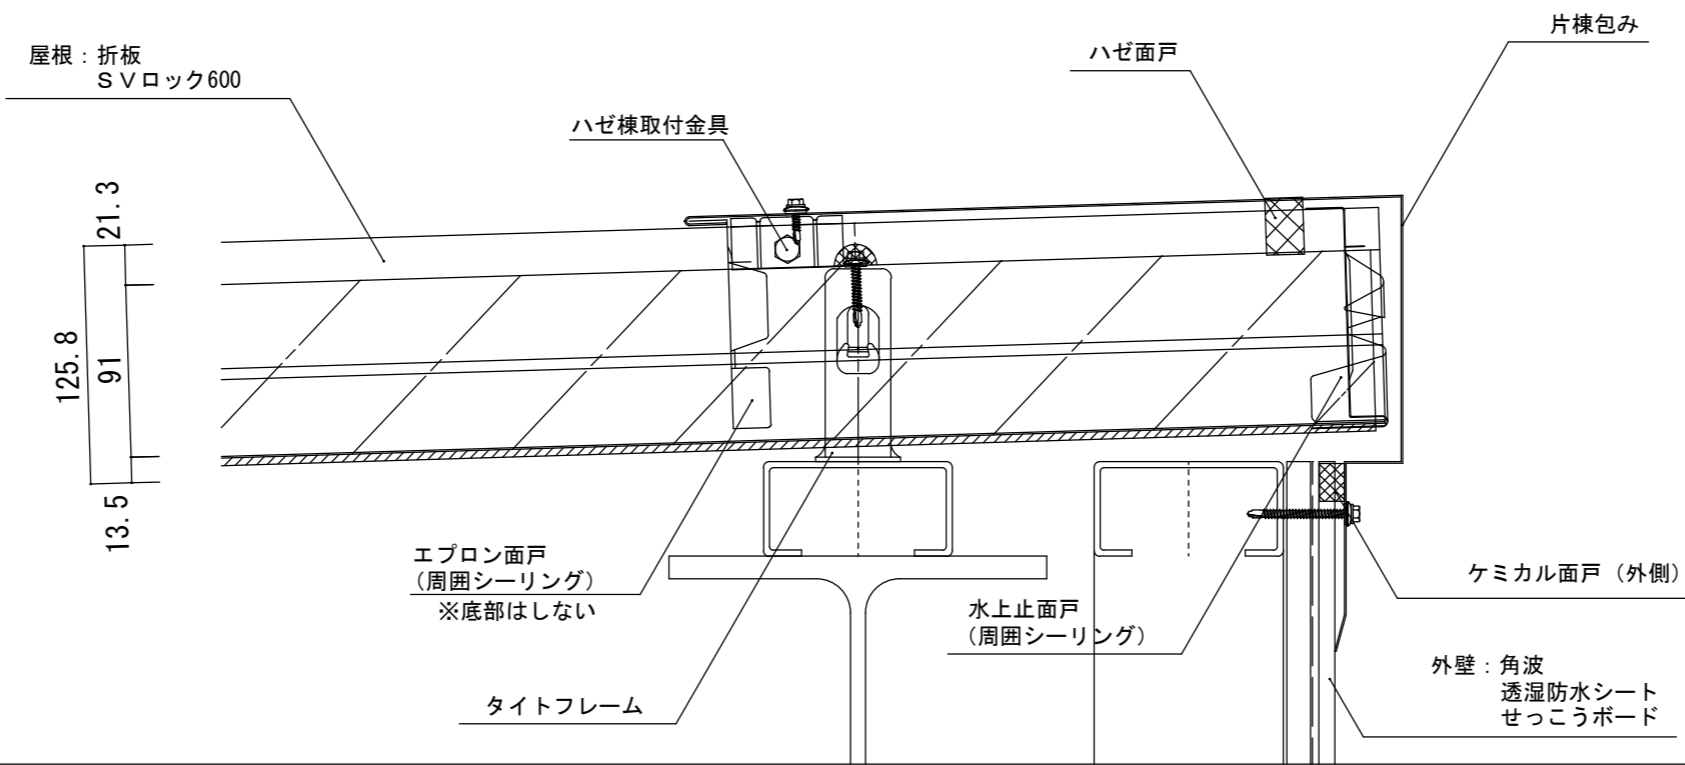 屋根：折板
ＳＶロック600
ハゼ棟取付金具
ハゼ面戸
片棟包み
21.3
125.8
91
13.5
エプロン面戸
（周囲シーリング）
※底部はしない
タイトフレーム
水上止面戸
（周囲シーリング）
ケミカル面戸（外側）
外壁：角波
透湿防水シート
せっこうボード